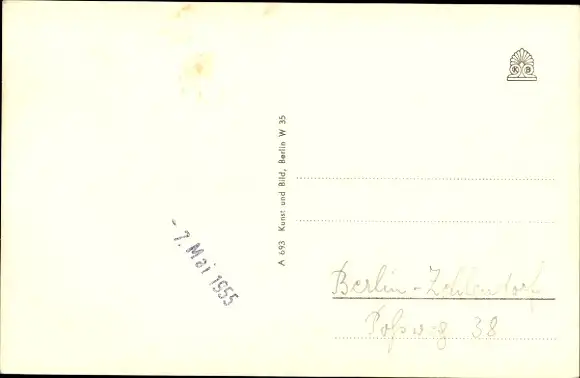 K B
A 693 Kunst und Bild, Berlin W 35
- 7. Mai 1955
Berlin-Zehlendorf
38